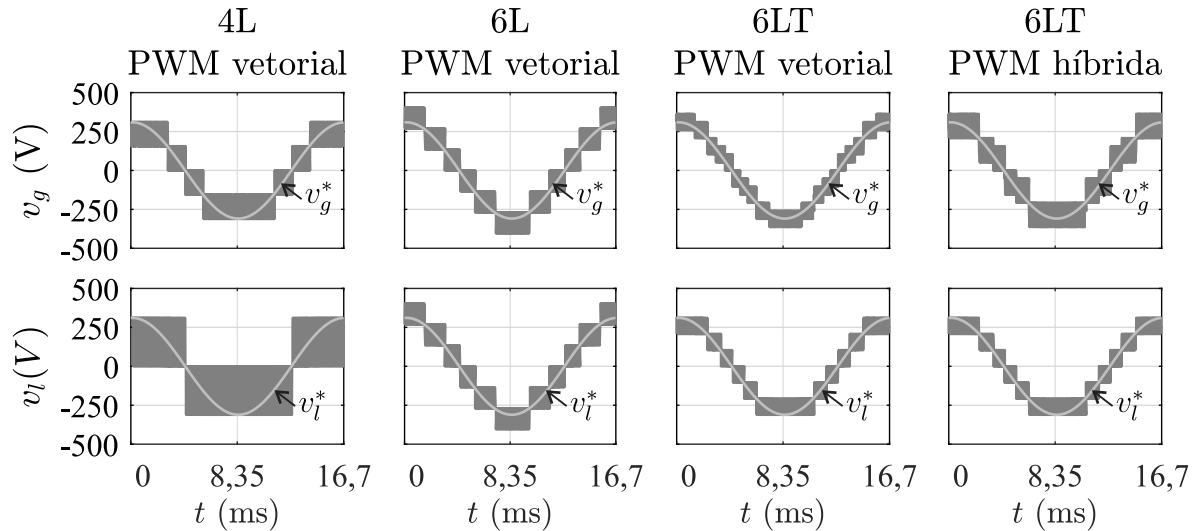 4L 6L 6LT 6LT
PWM vetorial PWM vetorial PWM vetorial PWM híbrida
500
250
0
-250
-500
v_g (V)
v_g^* v_g^* v_g^* v_g^*
500
250
0
-250
-500
v_l(V)
v_l^* v_l^* v_l^* v_l^*
0 8,35 16,7 0 8,35 16,7 0 8,35 16,7 0 8,35 16,7
t (ms) t (ms) t (ms) t (ms)